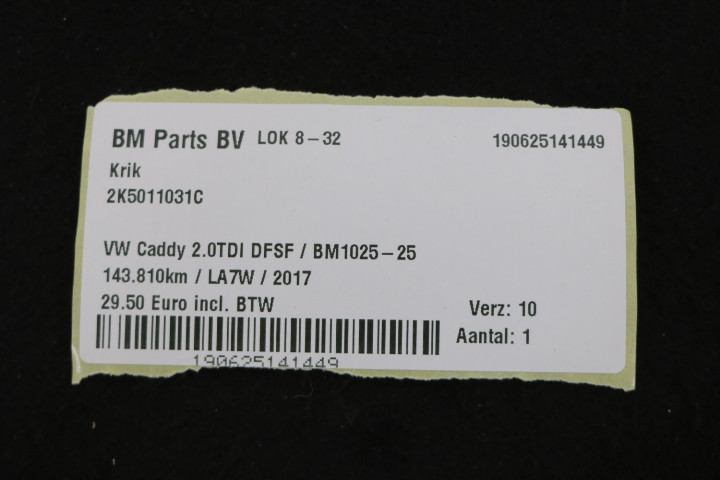 BM Parts BV LOK 8-32 190625141449
Krik
2K5011031C
VW Caddy 2.0TDI DFSF / BM1025-25
143.810km / LA7W / 2017
29.50 Euro incl. BTW
Verz: 10
Aantal: 1
190625141449